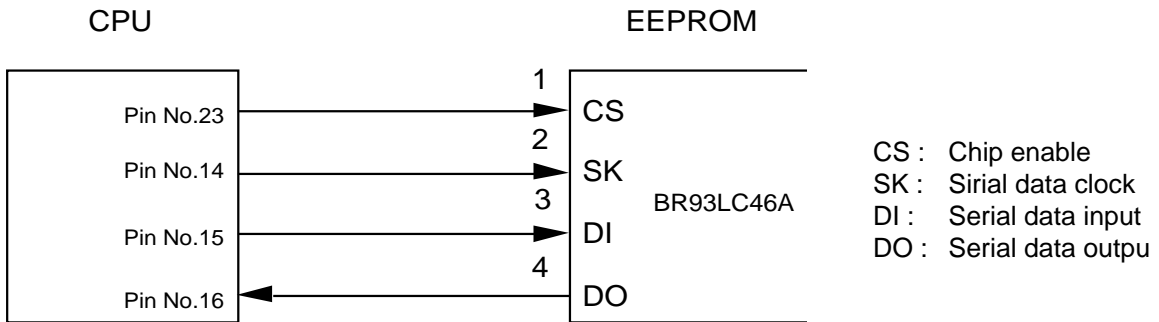 CPU
EEPROM
Pin No.23
1
CS
Pin No.14
2
SK
Pin No.15
3
DI
Pin No.16
4
DO
BR93LC46A
CS : Chip enable
SK : Sirial data clock
DI : Serial data input
DO : Serial data outpu